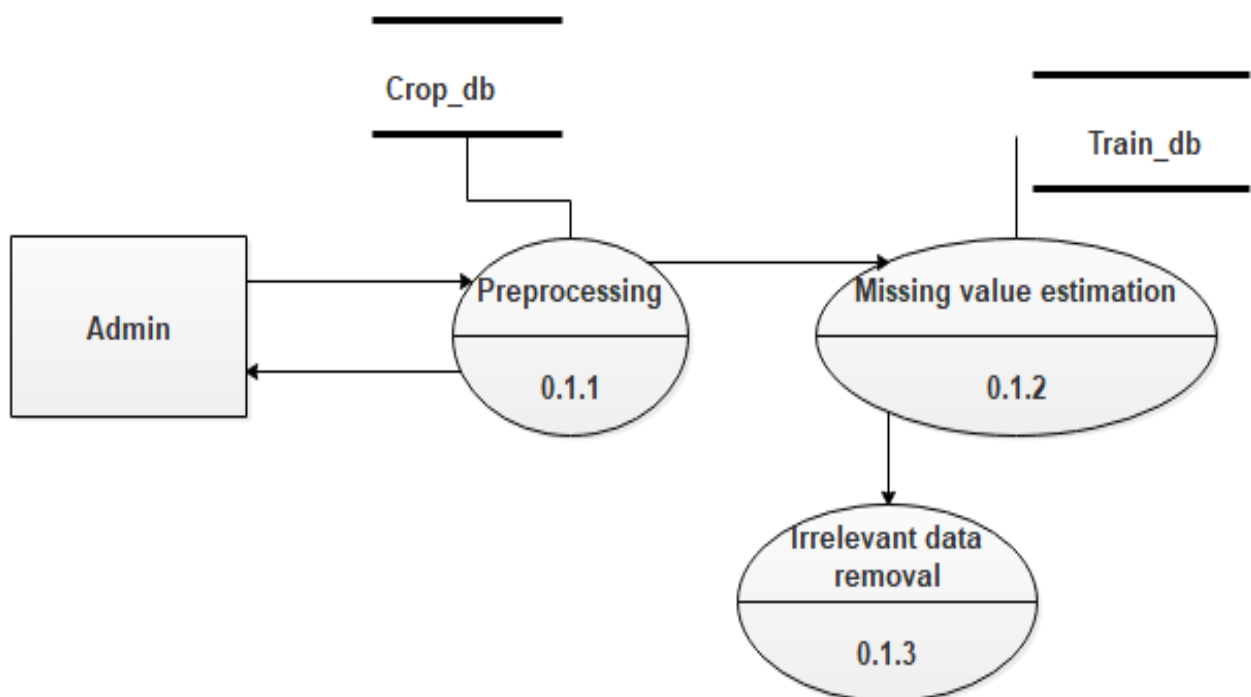 Crop_db
Train_db
Admin
Preprocessing
0.1.1
Missing value estimation
0.1.2
Irrelevant data
removal
0.1.3